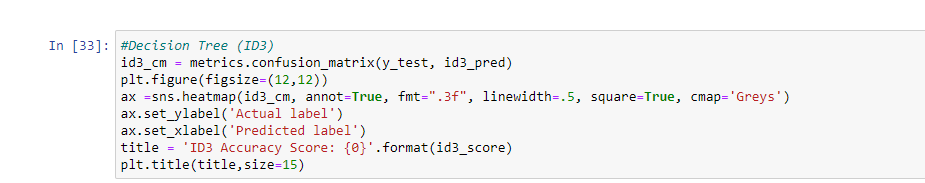 In [33]: #Decision Tree (ID3)
id3_cm = metrics.confusion_matrix(y_test, id3_pred)
plt.figure(figsize=(12,12))
ax =sns.heatmap(id3_cm, annot=True, fmt=".3f", linewidth=.5, square=True, cmap='Greys')
ax.set_ylabel('Actual label')
ax.set_xlabel('Predicted label')
title = 'ID3 Accuracy Score: {0}'.format(id3_score)
plt.title(title,size=15)